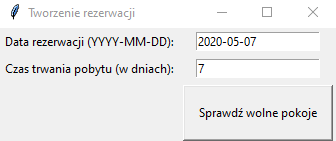 Tworzenie rezerwacji
Data rezerwacji (YYYY-MM-DD): 2020-05-07
Czas trwania pobytu (w dniach): 7
Sprawdź wolne pokoje